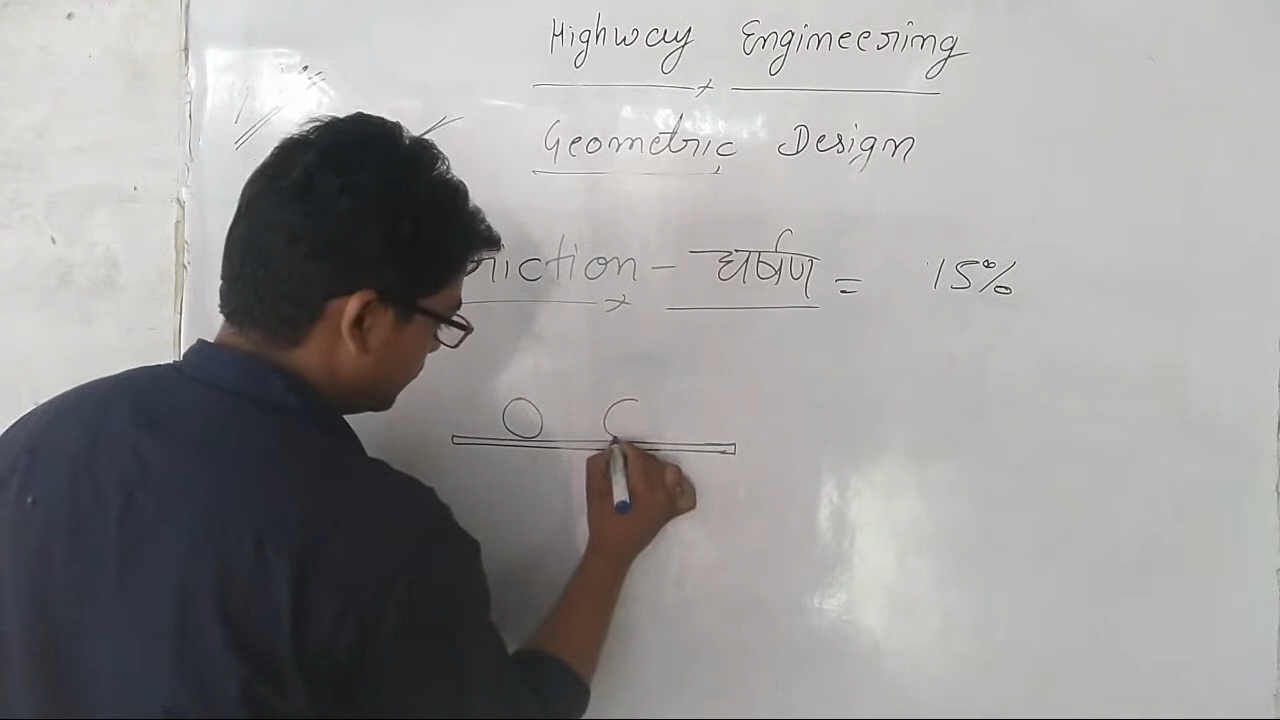 Highway Engineering
Geometric Design
riction - घर्षण = 15%